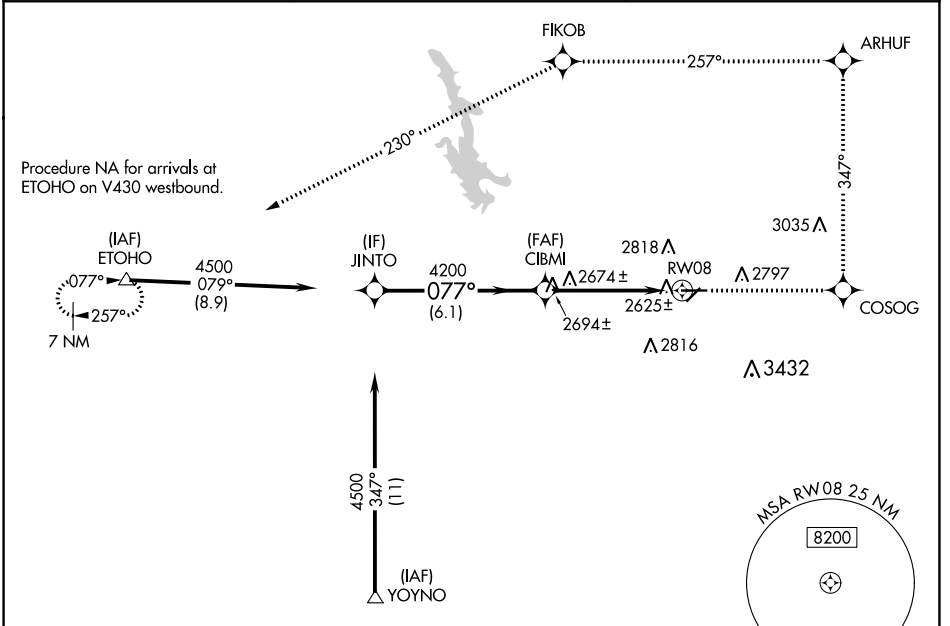 FIKOB
ARHUF
257°
230°
347°
Procedure NA for arrivals at
ETOHO on V430 westbound.
3035
(IAF)
ETOHO
(IF)
JINTO
(FAF)
CIBMI
2818
RW08
077°
4500
079°
(8.9)
4200
077°
(6.1)
2674±
2797
257°
2694±
2625±
COSOG
7 NM
2816
3432
4500
347°
(11)
(IAF)
YOYNO
MSA RW08 25 NM
8200